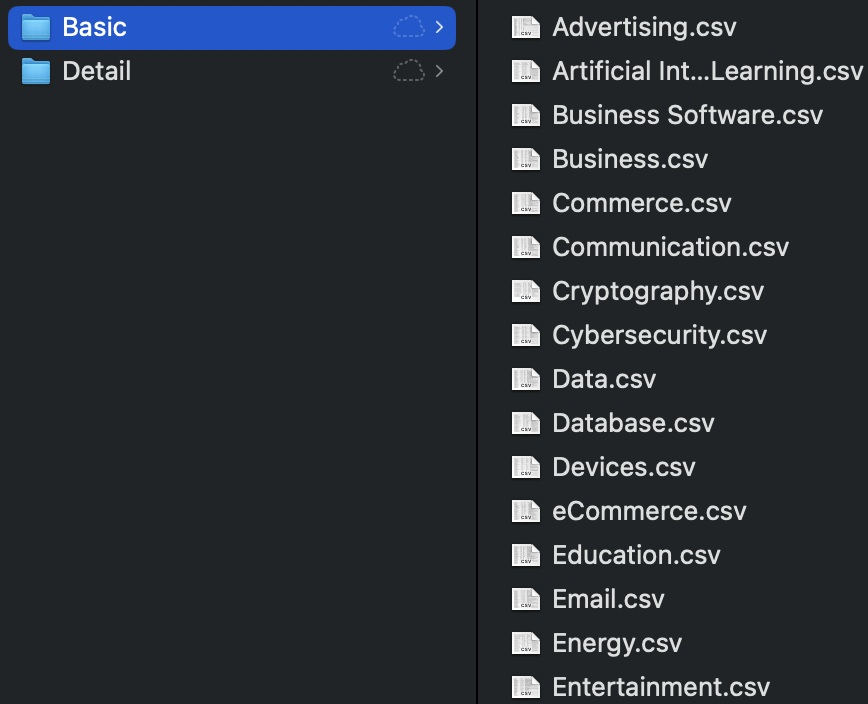 Basic
Detail
Advertising.csv
Artificial Int...Learning.csv
Business Software.csv
Business.csv
Commerce.csv
Communication.csv
Cryptography.csv
Cybersecurity.csv
Data.csv
Database.csv
Devices.csv
eCommerce.csv
Education.csv
Email.csv
Energy.csv
Entertainment.csv